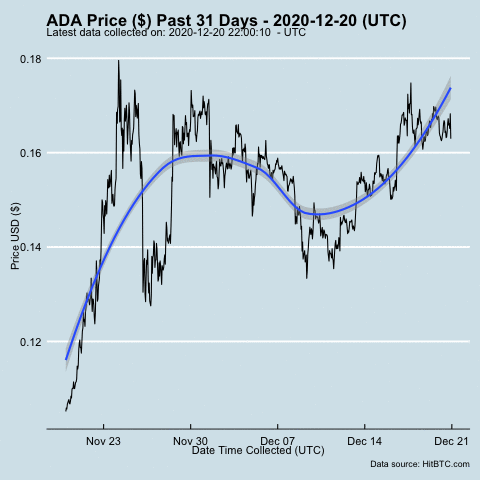 ADA Price ($) Past 31 Days - 2020-12-20 (UTC)
Latest data collected on: 2020-12-20 22:00:10 - UTC
0.18
0.16
0.14
0.12
Price USD ($)
Nov 23
Nov 30
Dec 07
Dec 14
Dec 21
Date Time Collected (UTC)
Data source: HitBTC.com